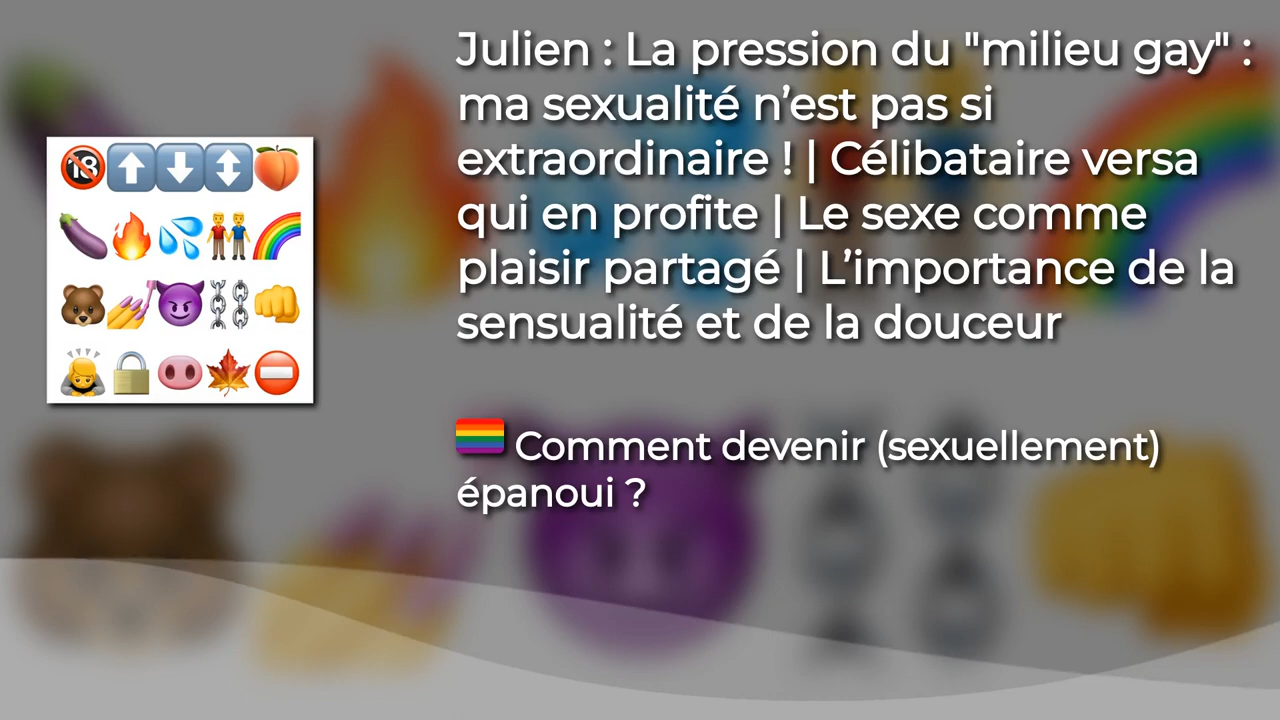 Julien : La pression du "milieu gay" :
ma sexualité n’est pas si
extraordinaire ! | Célibataire versa
qui en profite | Le sexe comme
plaisir partagé | L’importance de la
sensualité et de la douceur
Comment devenir (sexuellement)
épanoui ?
18